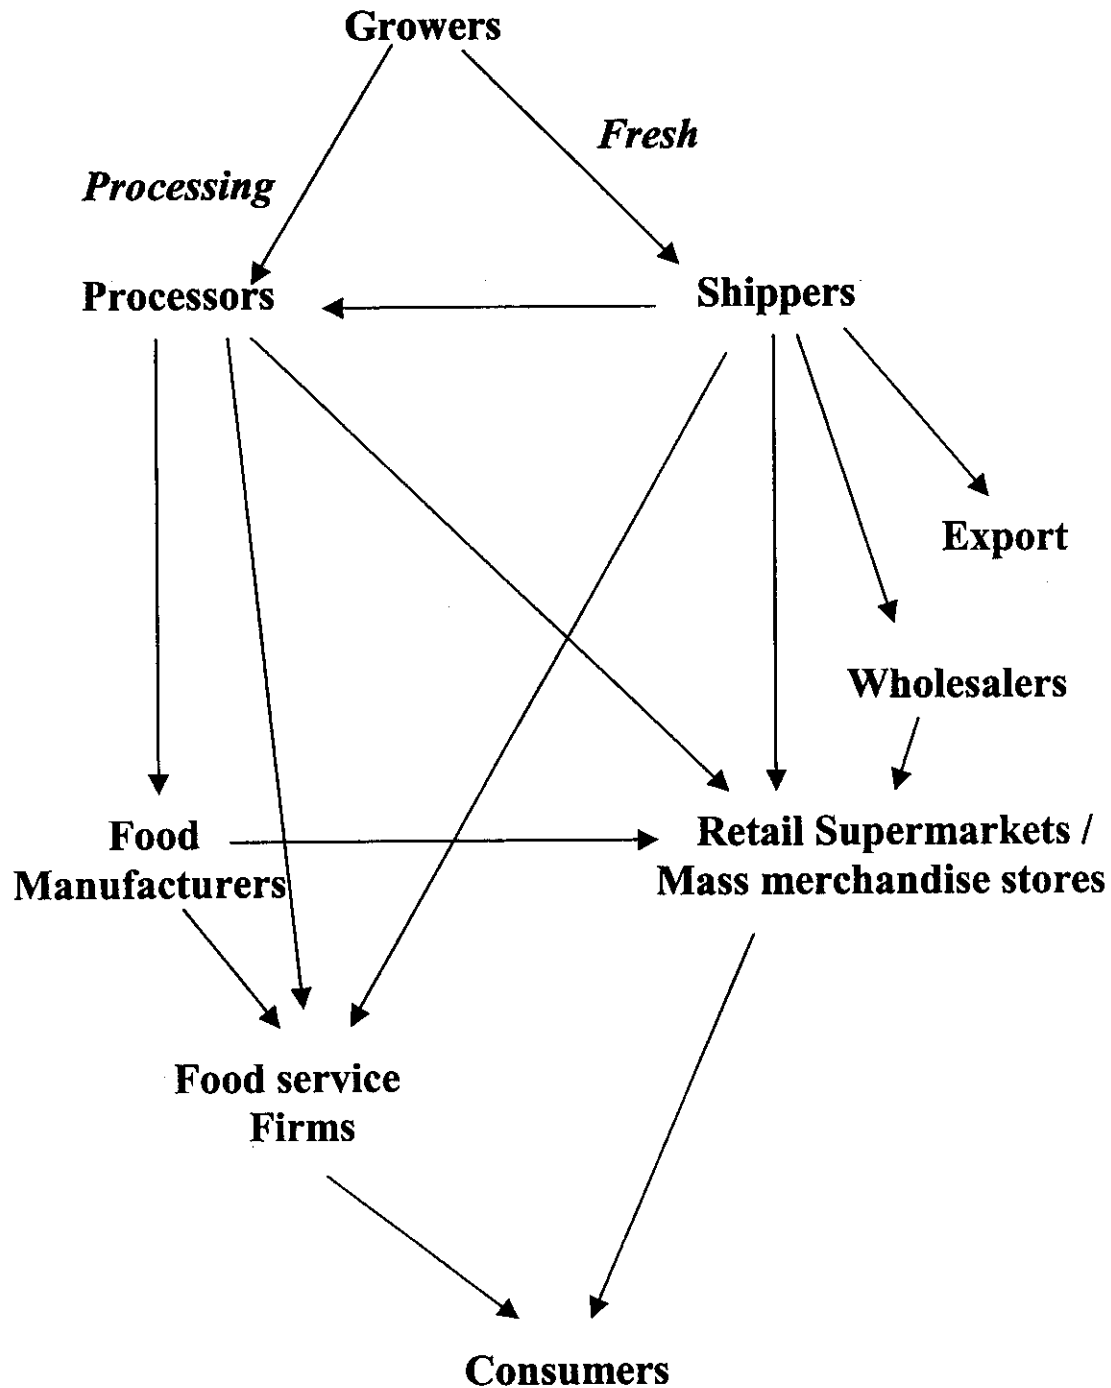 Growers
Fresh
Processing
Processors
Shippers
Export
Wholesalers
Food
Manufacturers
Retail Supermarkets /
Mass merchandise stores
Food service
Firms
Consumers